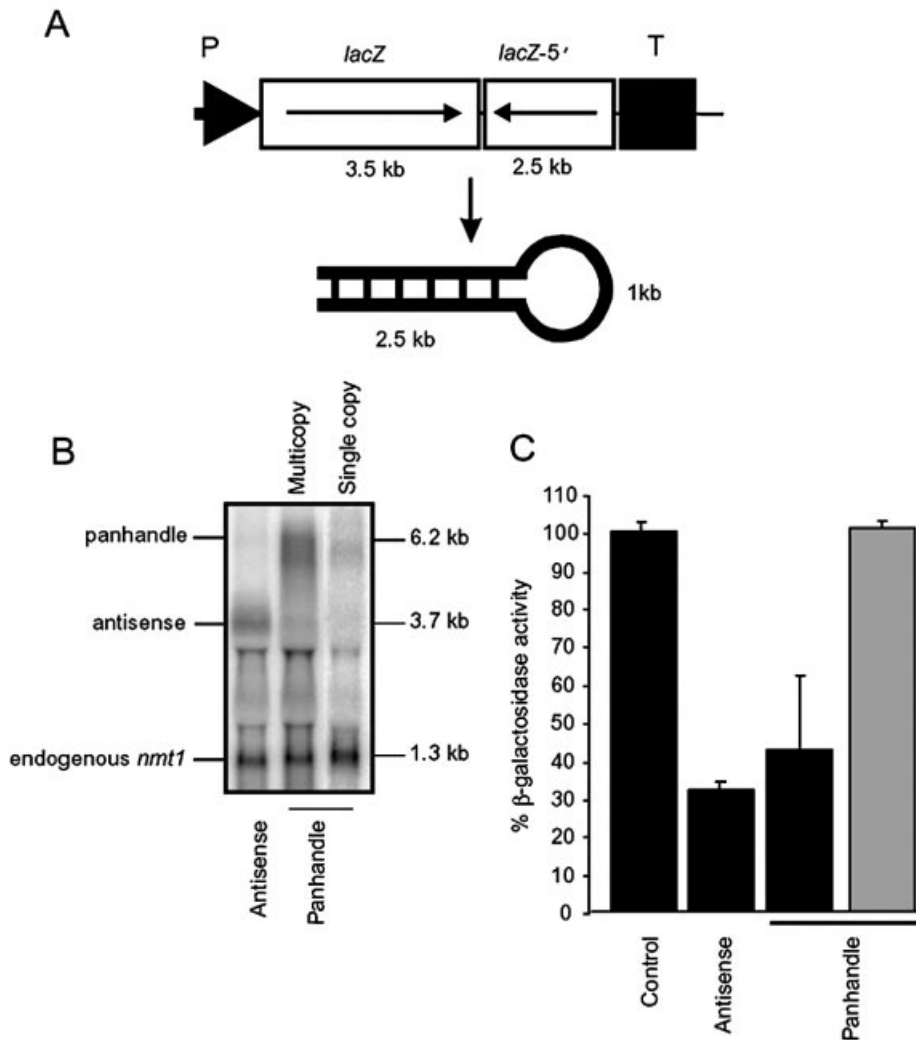 A
P
lacZ
lacZ-5'
T
3.5 kb
2.5 kb
2.5 kb
1kb
B
Multicopy
Single copy
panhandle
6.2 kb
antisense
3.7 kb
endogenous nmt1
1.3 kb
Antisense
Panhandle
C
% β-galactosidase activity
110
100
90
80
70
60
50
40
30
20
10
0
Control
Antisense
Panhandle